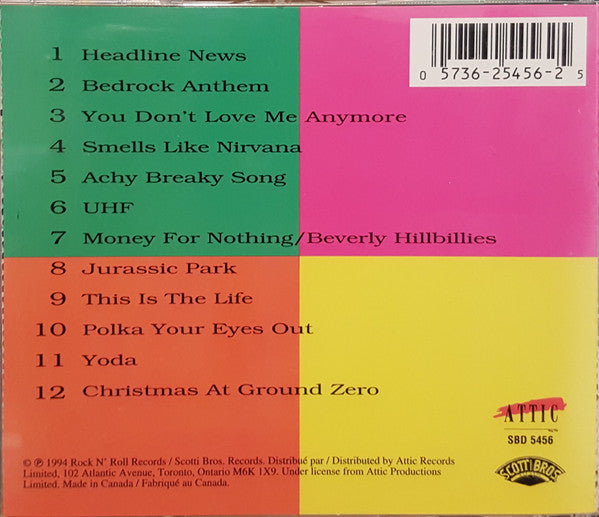 1 Headline News
2 Bedrock Anthem
3 You Don't Love Me Anymore
4 Smells Like Nirvana
5 Achy Breaky Song
6 UHF
7 Money For Nothing/Beverly Hillbillies
8 Jurassic Park
9 This Is The Life
10 Polka Your Eyes Out
11 Yoda
12 Christmas At Ground Zero
0 5736-25456-2 5
ATTIC
SBD 5456
SCOTTI BROS
© ℗ 1994 Rock N' Roll Records / Scotti Bros. Records. Distribué par / Distributed by Attic Records
Limited, 102 Atlantic Avenue, Toronto, Ontario M6K 1X9. Under license from Attic Productions
Limited. Made in Canada / Fabriqué au Canada.